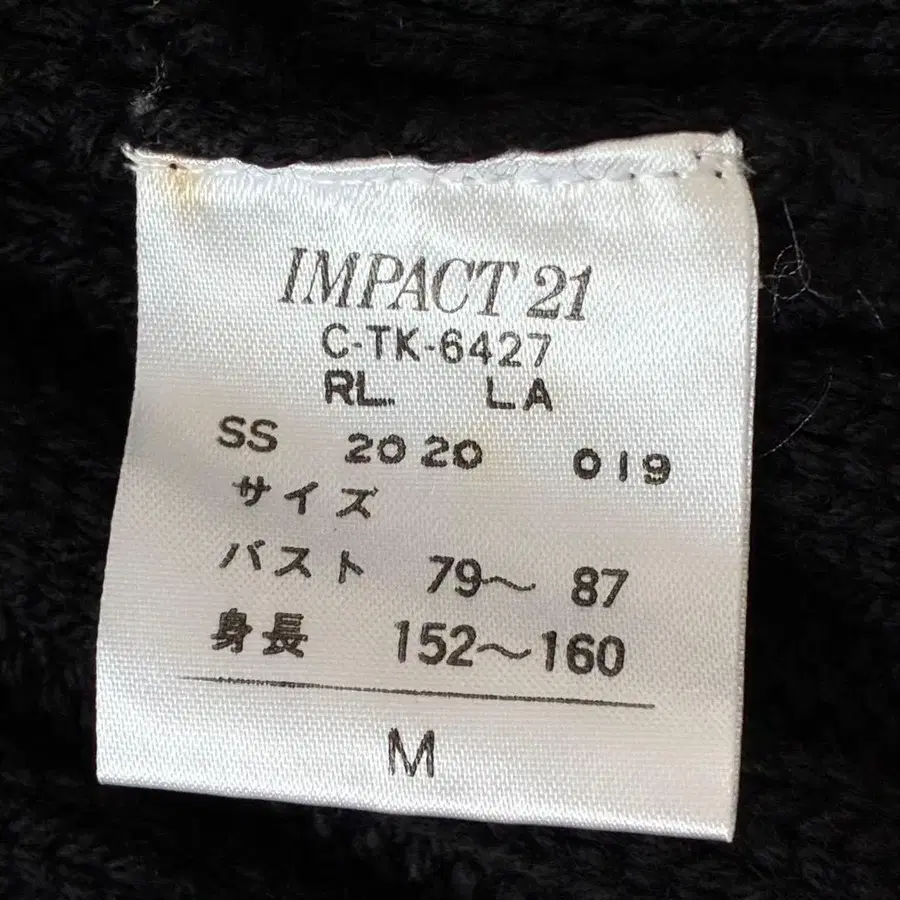 IMPACT 21
C-TK-6427
RL LA
SS 2020 019
サイズ
バスト 79〜 87
身長 152〜160
M